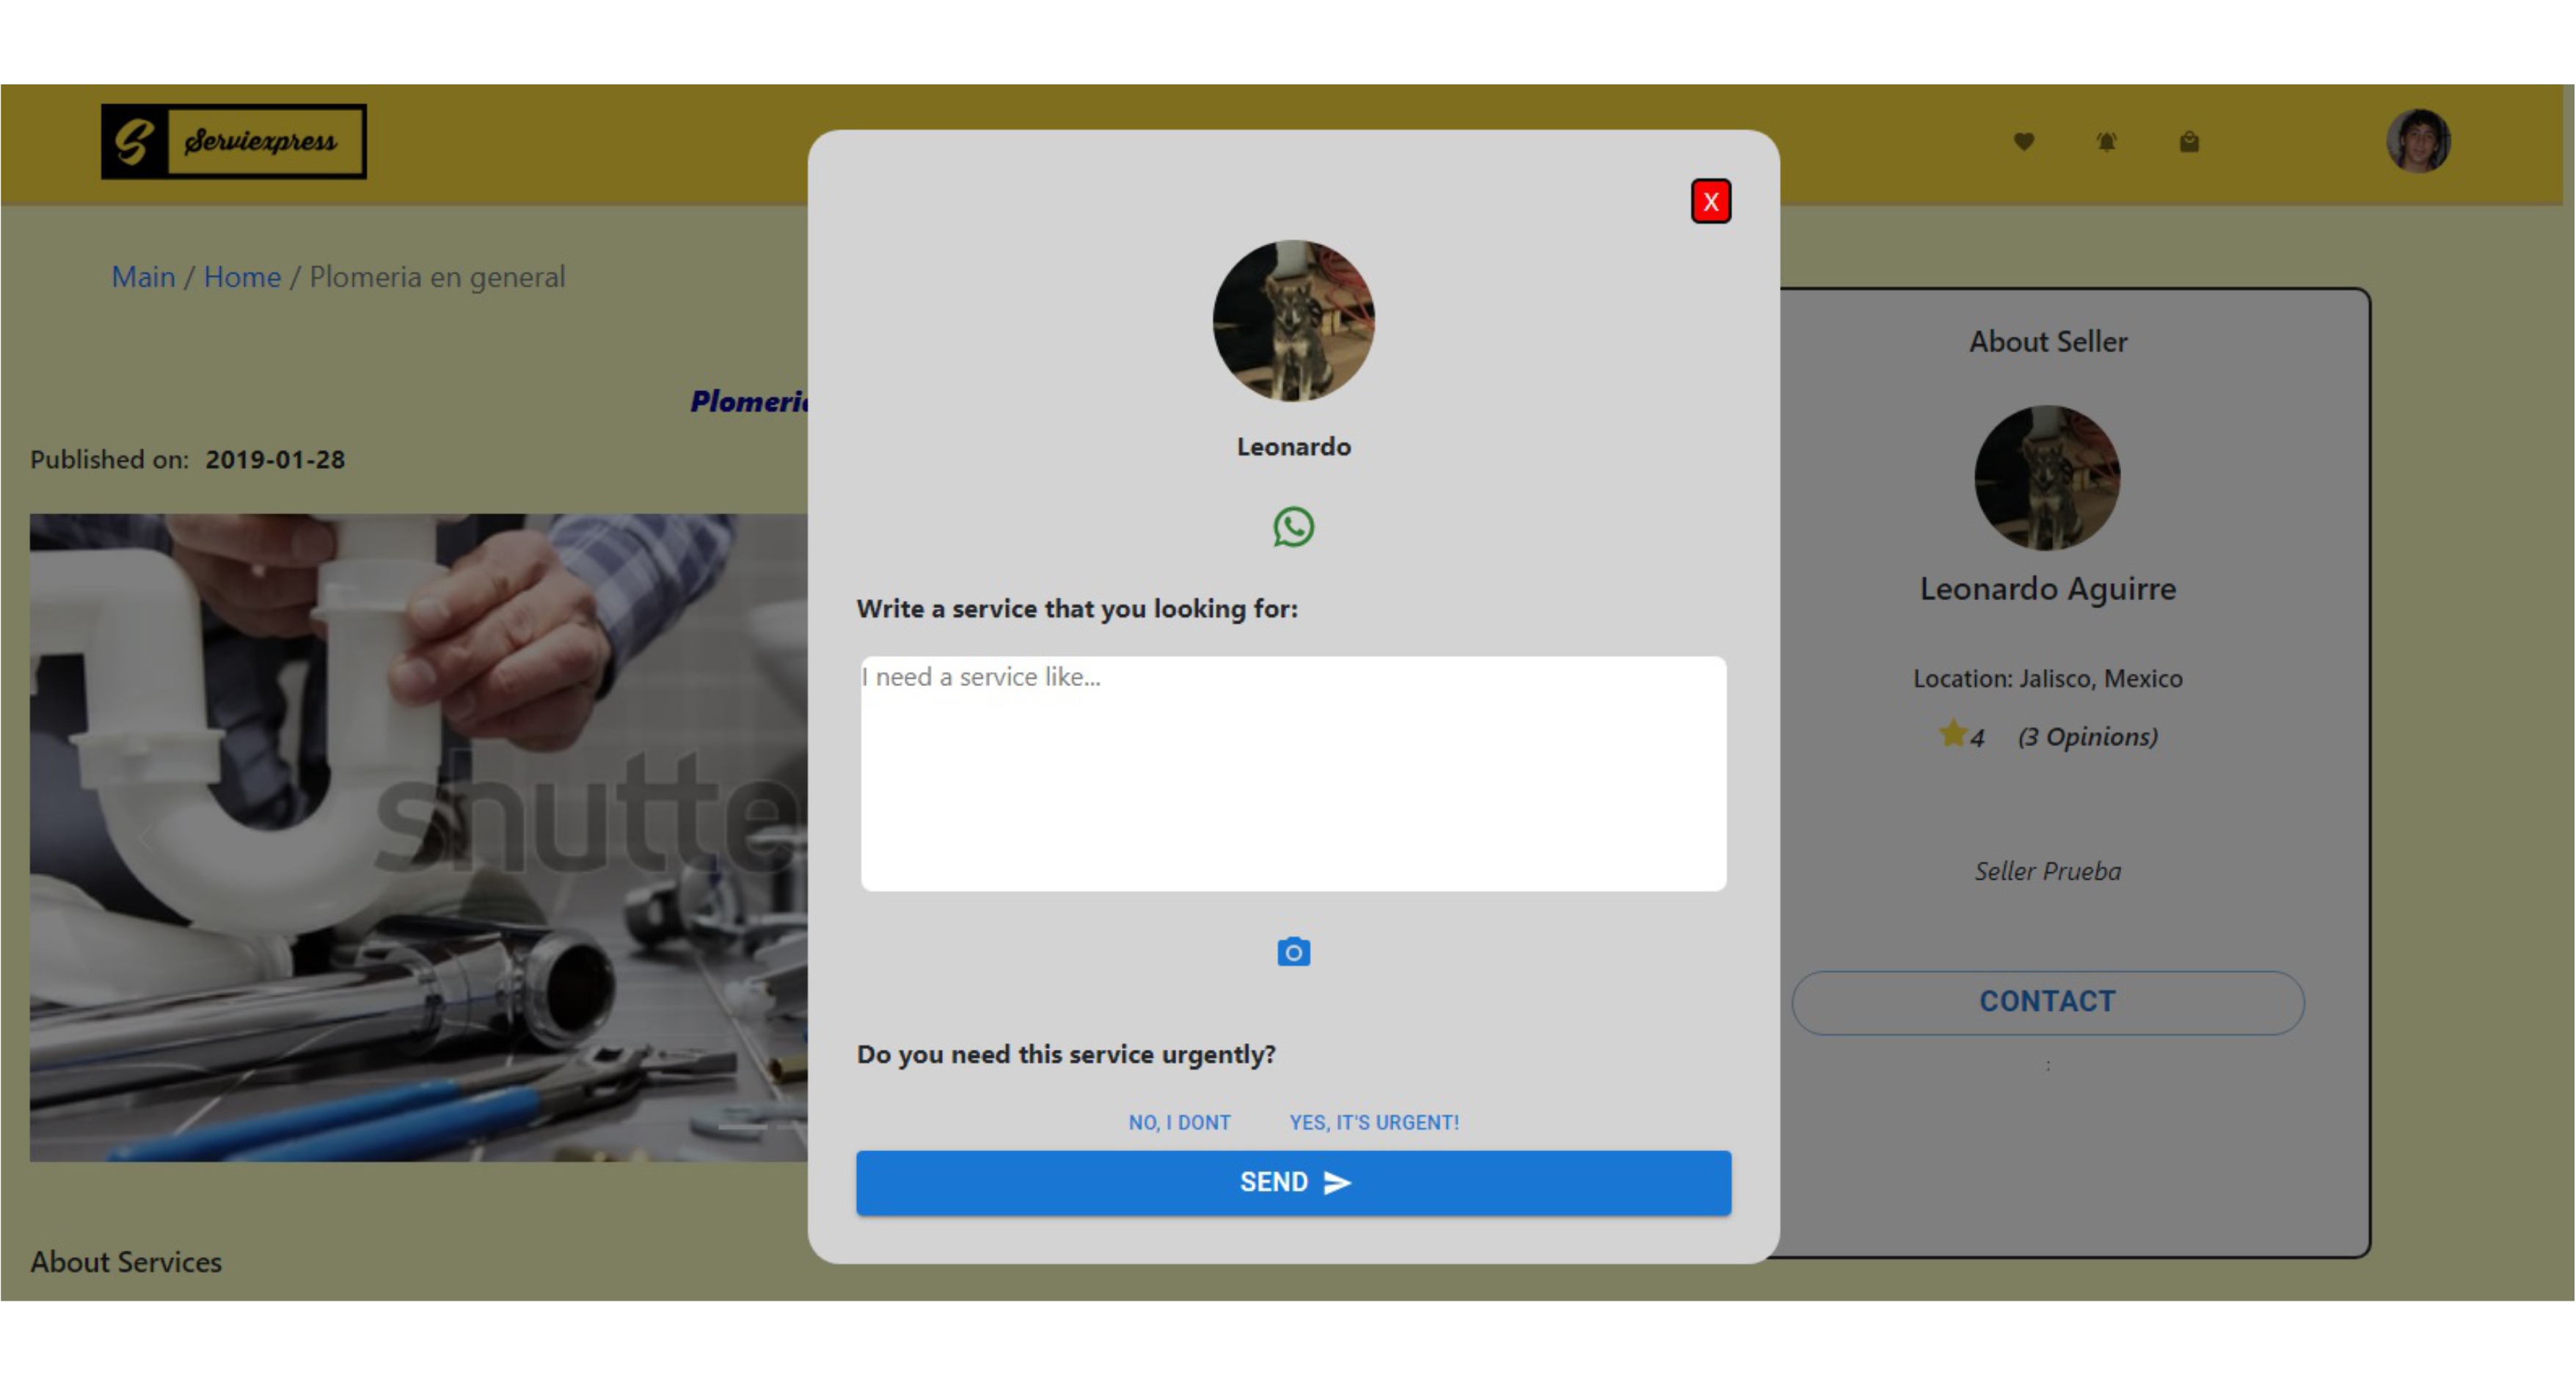 S Serviexpress
Main / Home / Plomeria en general
Published on: 2019-01-28
shutte
About Services
X
Leonardo
Write a service that you looking for:
I need a service like...
Do you need this service urgently?
NO, I DONT YES, IT'S URGENT!
SEND
About Seller
Leonardo Aguirre
Location: Jalisco, Mexico
4 (3 Opinions)
Seller Prueba
CONTACT
: